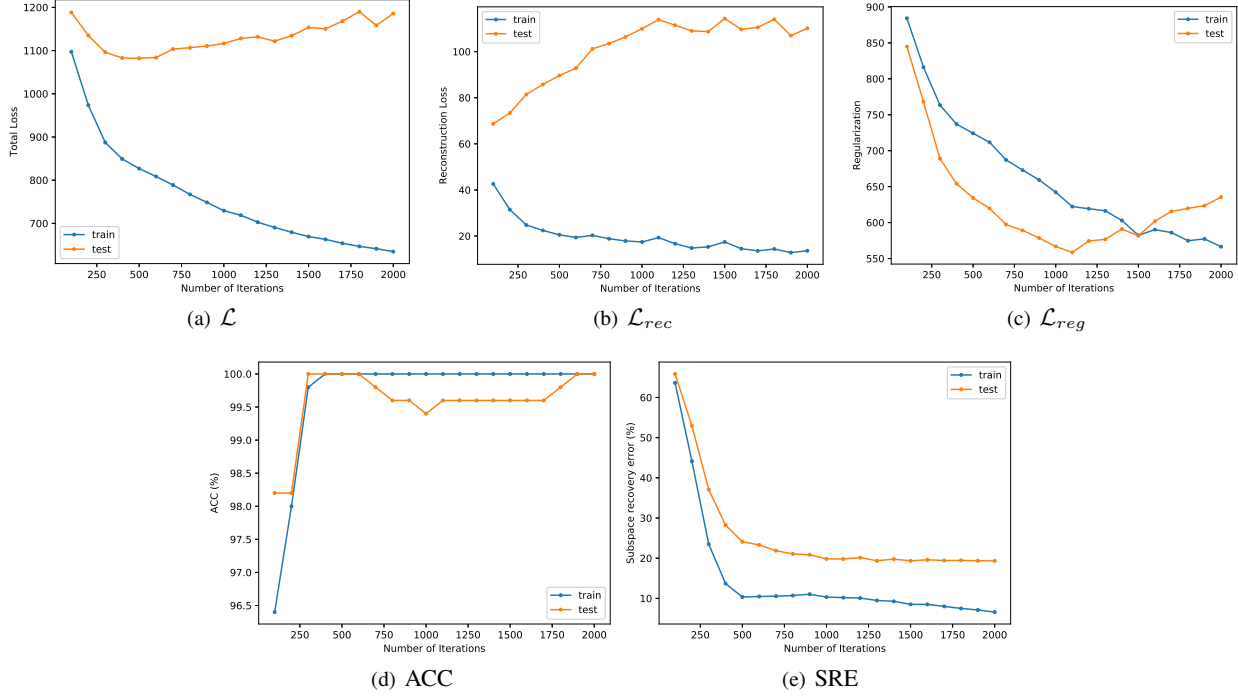 1200
1100
1000
900
800
700
Total Loss
train
test
250 500 750 1000 1250 1500 1750 2000
Number of Iterations
(a) ℒ
100
80
60
40
20
Reconstruction Loss
train
test
250 500 750 1000 1250 1500 1750 2000
Number of Iterations
(b) ℒrec
900
850
800
750
700
650
600
550
Regularization
train
test
250 500 750 1000 1250 1500 1750 2000
Number of Iterations
(c) ℒreg
100.0
99.5
99.0
98.5
98.0
97.5
97.0
96.5
ACC (%)
train
test
250 500 750 1000 1250 1500 1750 2000
Number of Iterations
(d) ACC
60
50
40
30
20
10
Subspace recovery error (%)
train
test
250 500 750 1000 1250 1500 1750 2000
Number of Iterations
(e) SRE